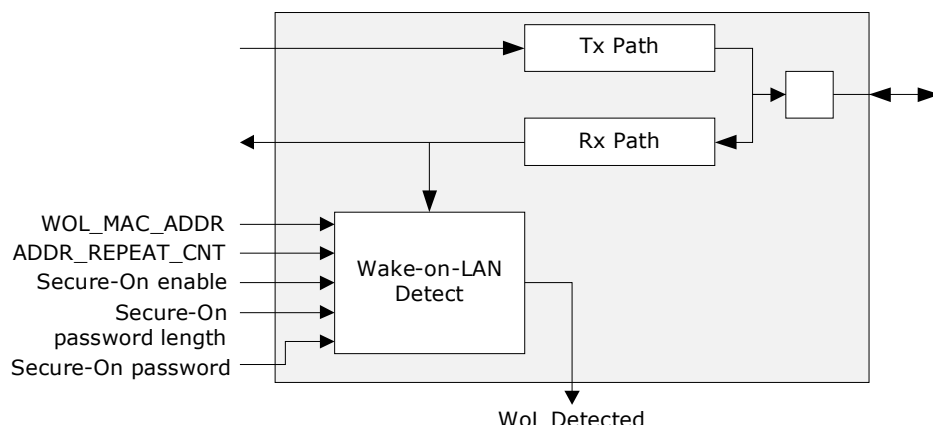 Tx Path
Rx Path
WOL_MAC_ADDR
ADDR_REPEAT_CNT
Secure-On enable
Secure-On
password length
Secure-On password
Wake-on-LAN
Detect
WoL Detected